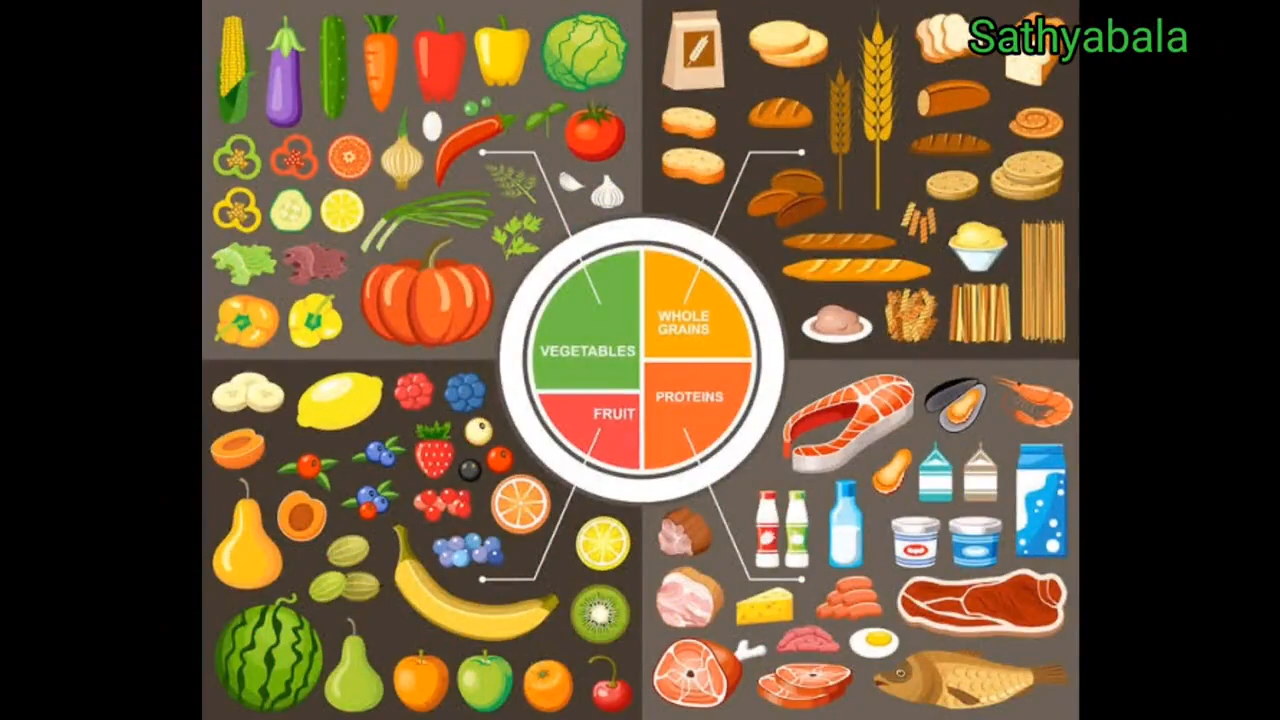 Sathyabala
WHOLE
GRAINS
VEGETABLES
PROTEINS
FRUIT